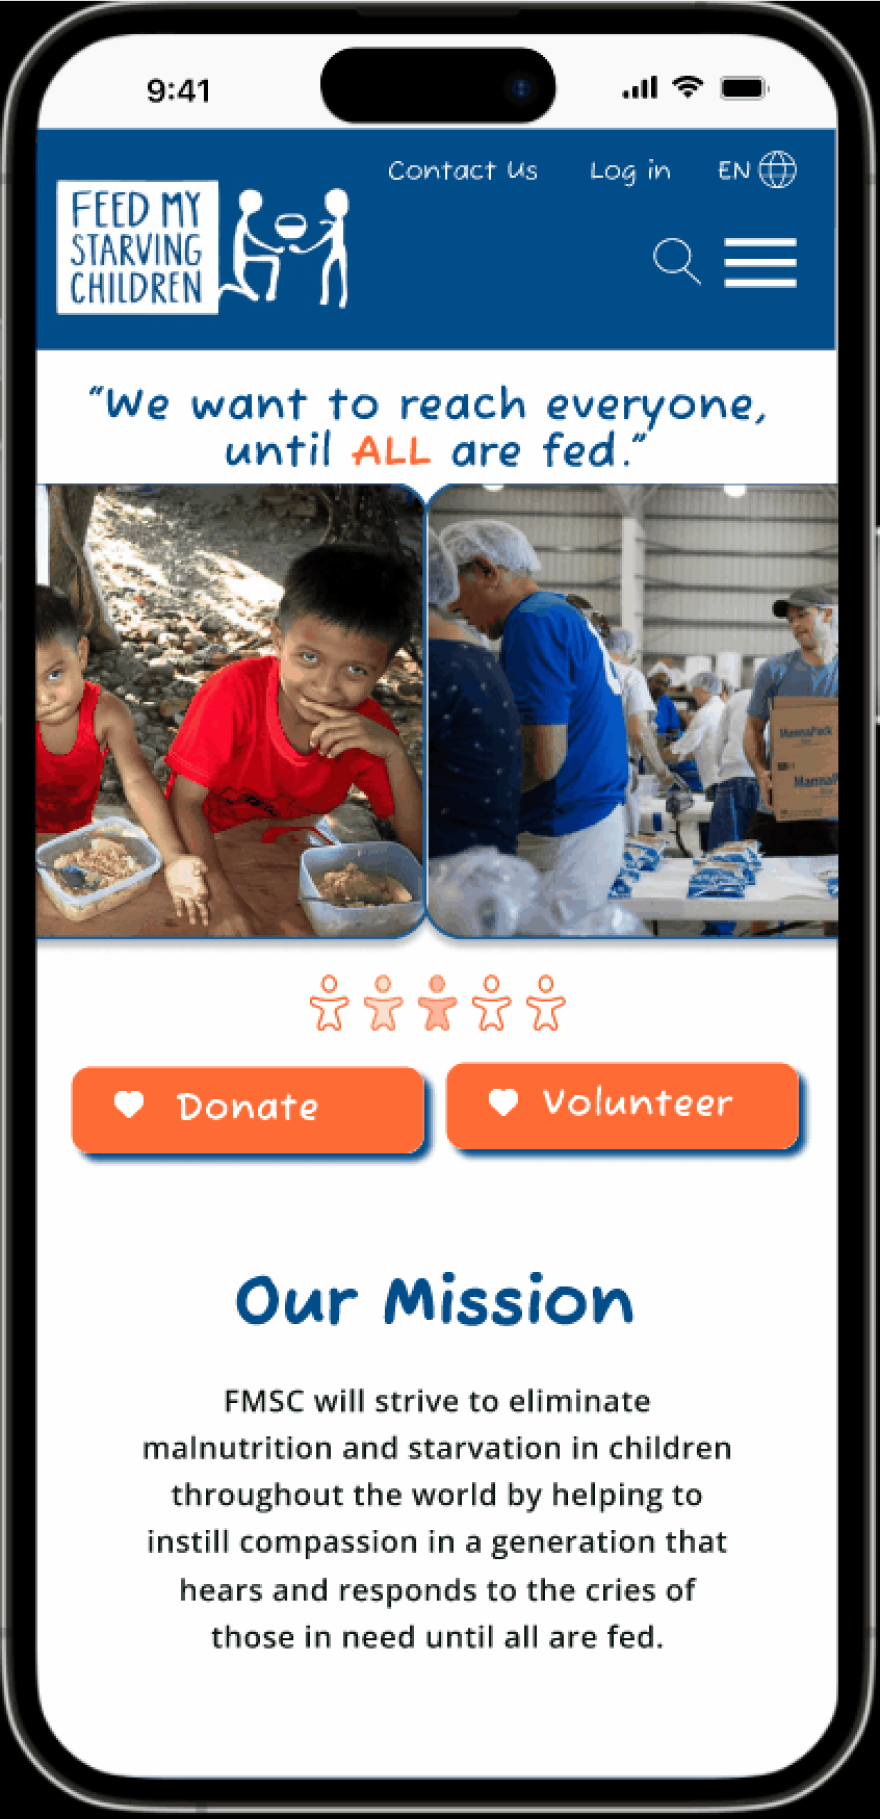 9:41
Contact Us Log in EN
FEED MY
STARVING
CHILDREN
“We want to reach everyone,
until ALL are fed.”
MannaPack
Donate
Volunteer
Our Mission
FMSC will strive to eliminate
malnutrition and starvation in children
throughout the world by helping to
instill compassion in a generation that
hears and responds to the cries of
those in need until all are fed.